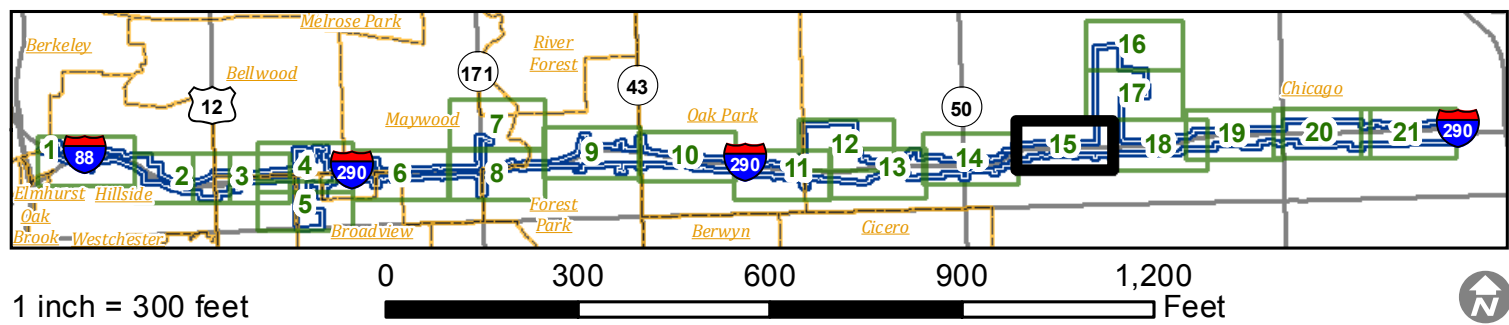 Melrose Park
Berkeley
River
Forest
Bellwood
171
43
12
50
Oak Park
Chicago
Maywood
16
17
7
1
88
2
3
4
290
6
8
9
10
290
11
12
13
14
15
18
19
20
21
290
5
Elmhurst
Hillside
Oak
Brook
Westchester
Broadview
Forest
Park
Berwyn
Cicero
1 inch = 300 feet
0
300
600
900
1,200
Feet
N